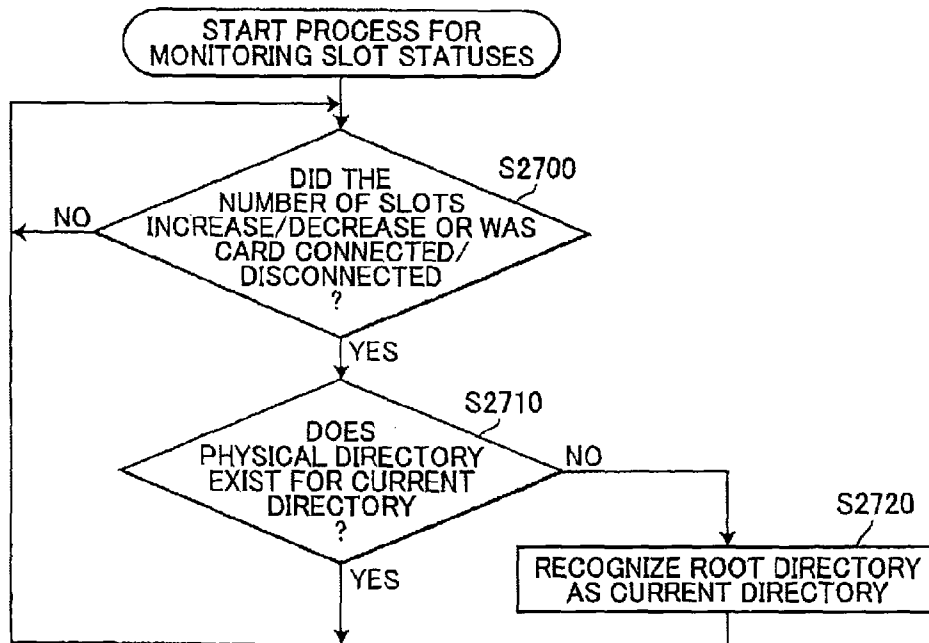 START PROCESS FOR
MONITORING SLOT STATUSES
S2700
DID THE
NUMBER OF SLOTS
INCREASE/DECREASE OR WAS
CARD CONNECTED/
DISCONNECTED
?
NO
YES
S2710
DOES
PHYSICAL DIRECTORY
EXIST FOR CURRENT
DIRECTORY
?
NO
YES
S2720
RECOGNIZE ROOT DIRECTORY
AS CURRENT DIRECTORY